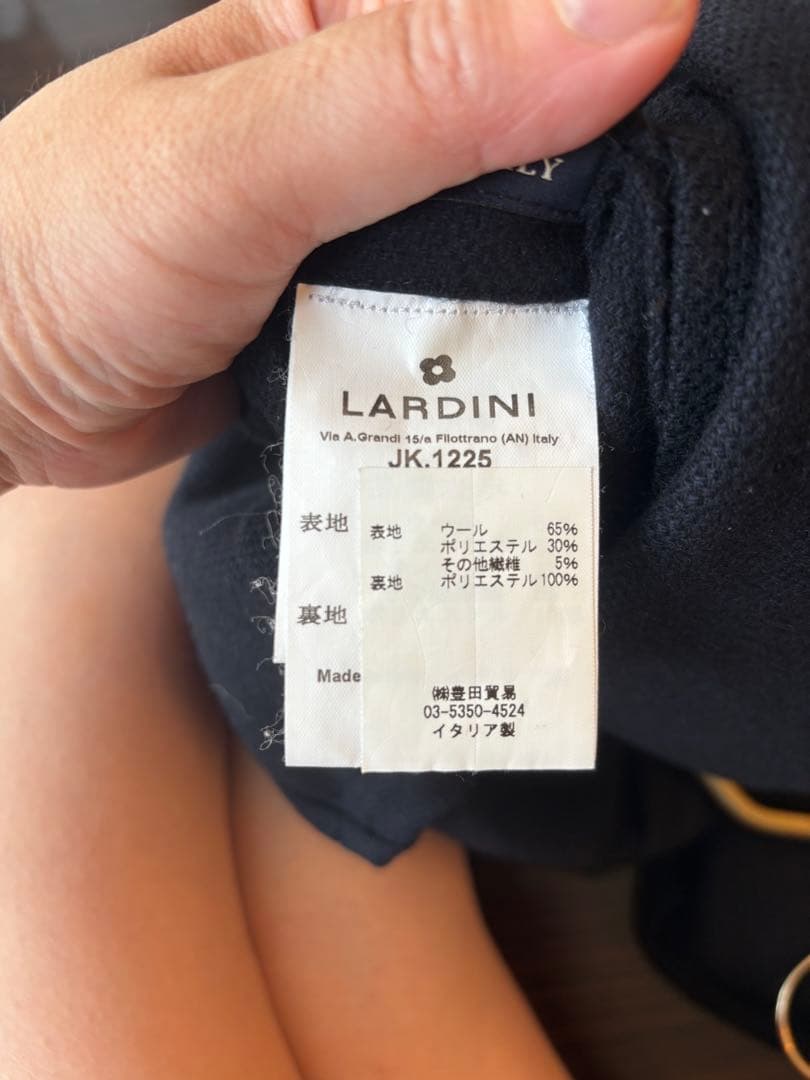 LARDINI
Via A.Grandi 15/a Filottrano (AN) Italy
JK.1225
表地
表地 ウール 65%
ポリエステル 30%
その他繊維 5%
裏地 ポリエステル 100%
裏地
Made
㈱豊田貿易
03-5350-4524
イタリア製